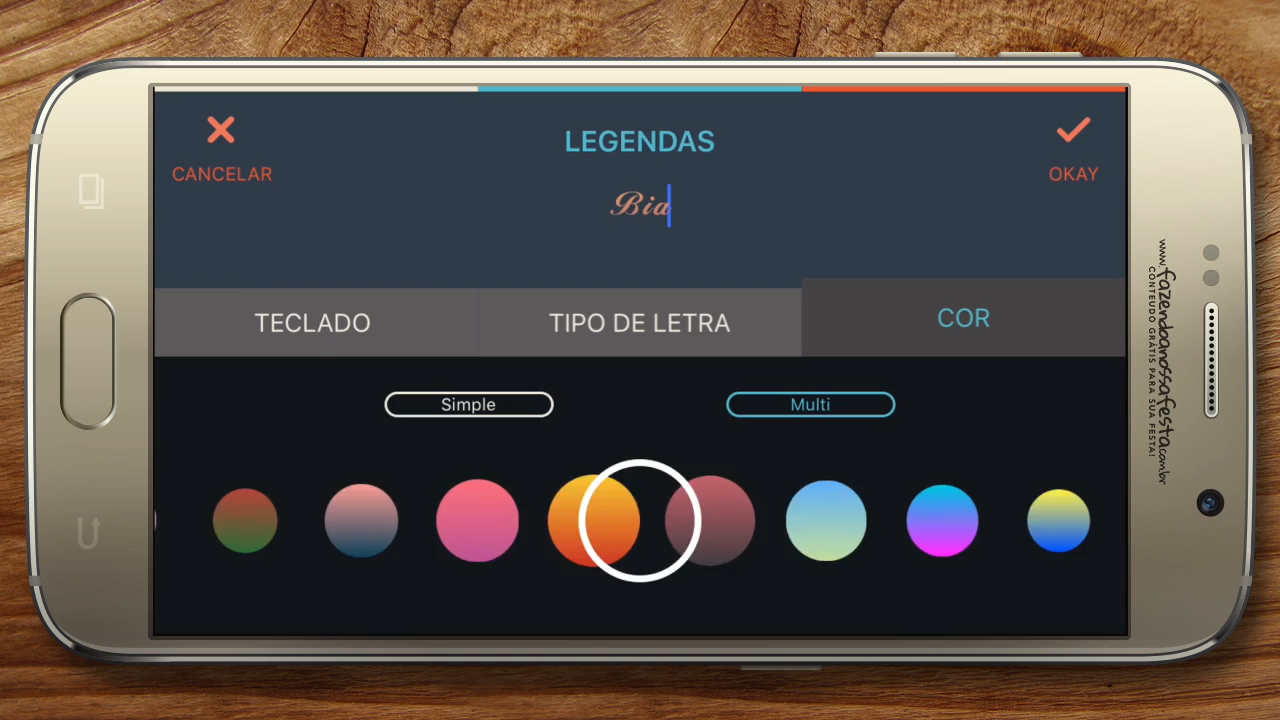 LEGENDAS
CANCELAR
OKAY
Bia
TECLADO
TIPO DE LETRA
COR
Simple
Multi
www.fazendoanossafesta.com.br
CONTEÚDO GRÁTIS PARA SUA FESTA!